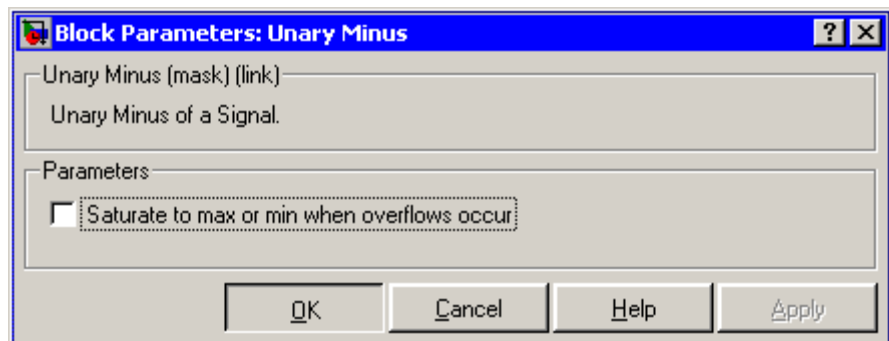 Block Parameters: Unary Minus
Unary Minus (mask) (link)
Unary Minus of a Signal.
Parameters
Saturate to max or min when overflows occur
OK Cancel Help Apply